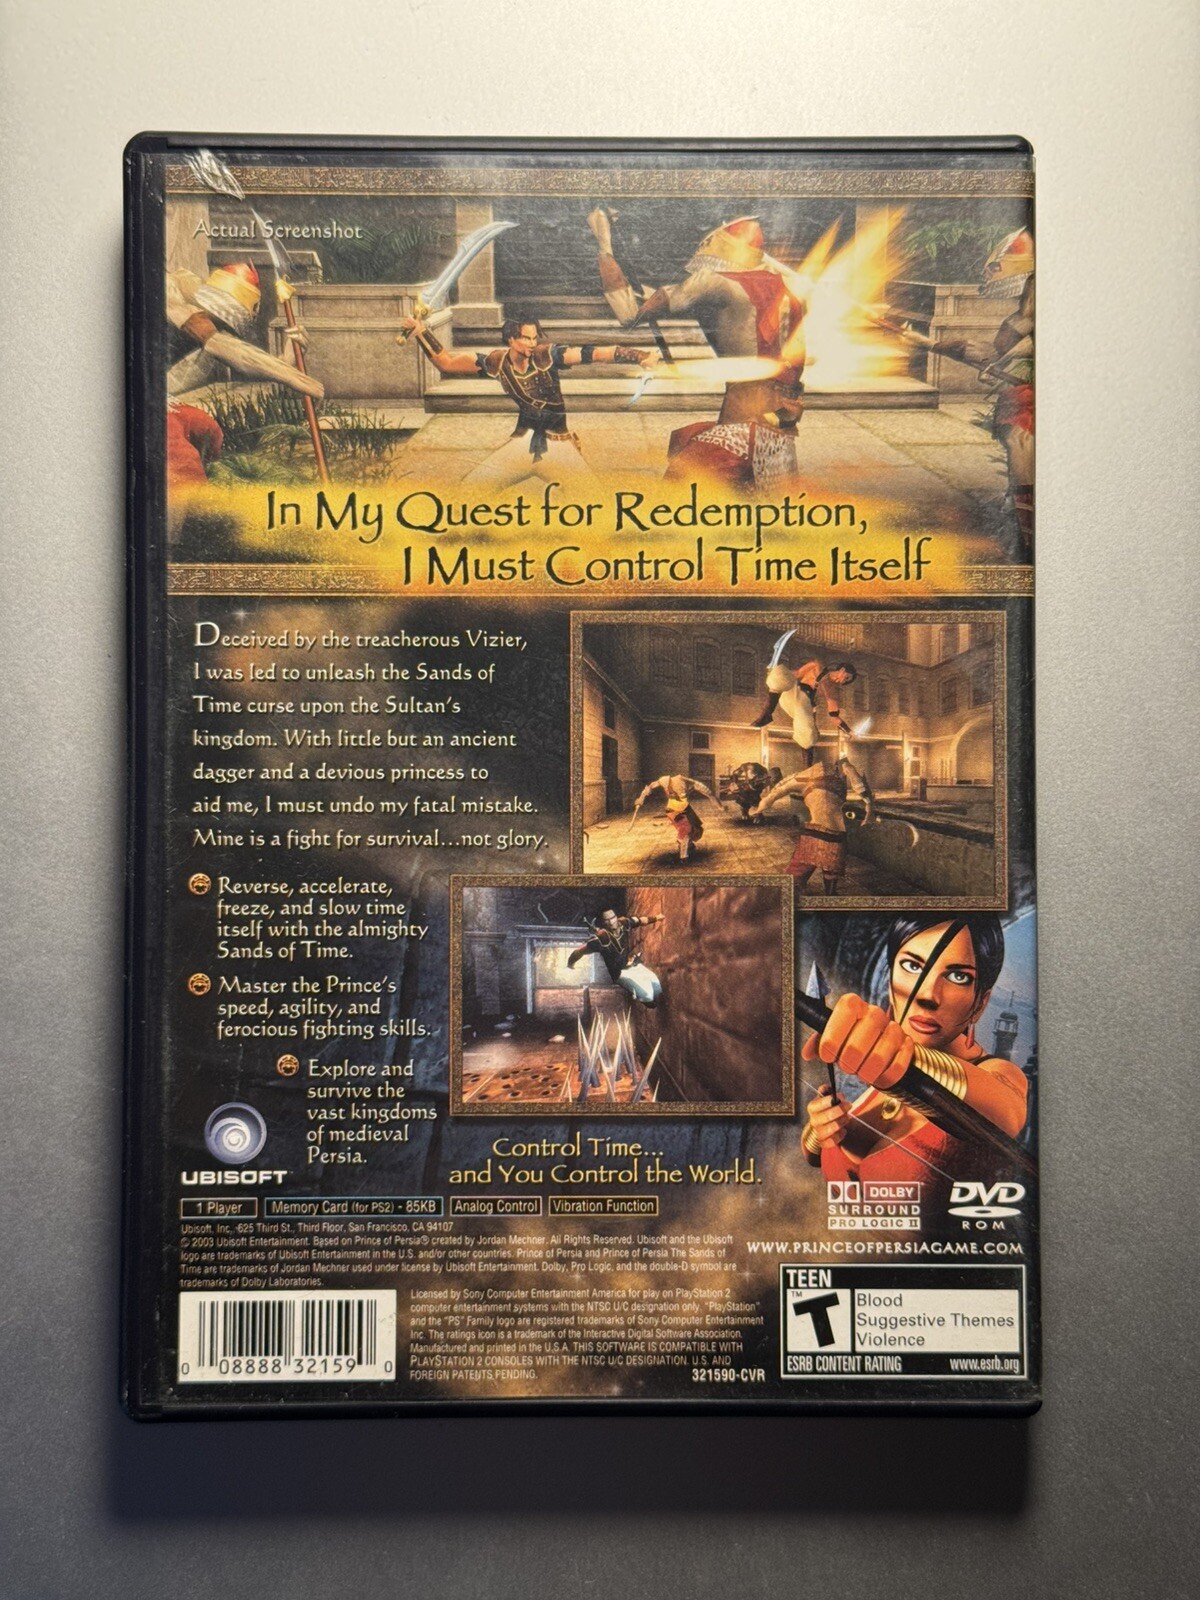 Actual Screenshot
In My Quest for Redemption,
I Must Control Time Itself
Deceived by the treacherous Vizier,
I was led to unleash the Sands of
Time curse upon the Sultan's
kingdom. With little but an ancient
dagger and a devious princess to
aid me, I must undo my fatal mistake.
Mine is a fight for survival...not glory.
Reverse, accelerate,
freeze, and slow time
itself with the almighty
Sands of Time.
Master the Prince's
speed, agility, and
ferocious fighting skills.
Explore and
survive the
vast kingdoms
of medieval
Persia.
UBISOFT
Control Time...
and You Control the World.
DOLBY
SURROUND
PRO LOGIC II
DVD
ROM
1 Player
Memory Card (for PS2) - 85KB
Analog Control
Vibration Function
Ubisoft, Inc., 625 Third St., Third Floor, San Francisco, CA 94107
© 2003 Ubisoft Entertainment. Based on Prince of Persia® created by Jordan Mechner. All Rights Reserved. Ubisoft and the Ubisoft
logo are trademarks of Ubisoft Entertainment in the U.S. and/or other countries. Prince of Persia and Prince of Persia The Sands of
Time are trademarks of Jordan Mechner used under license by Ubisoft Entertainment. Dolby, Pro Logic, and the double-D symbol are
trademarks of Dolby Laboratories.
WWW.PRINCEOFPERSIAGAME.COM
Licensed by Sony Computer Entertainment America for play on PlayStation 2
computer entertainment systems with the NTSC U/C designation only. "PlayStation"
and the "PS" Family logo are registered trademarks of Sony Computer Entertainment
Inc. The ratings icon is a trademark of the Interactive Digital Software Association.
Manufactured and printed in the U.S.A. THIS SOFTWARE IS COMPATIBLE WITH
PLAYSTATION 2 CONSOLES WITH THE NTSC U/C DESIGNATION. U.S. AND
FOREIGN PATENTS PENDING.
321590-CVR
0 08888 32159 0
TEEN
T
TM
Blood
Suggestive Themes
Violence
ESRB CONTENT RATING
www.esrb.org